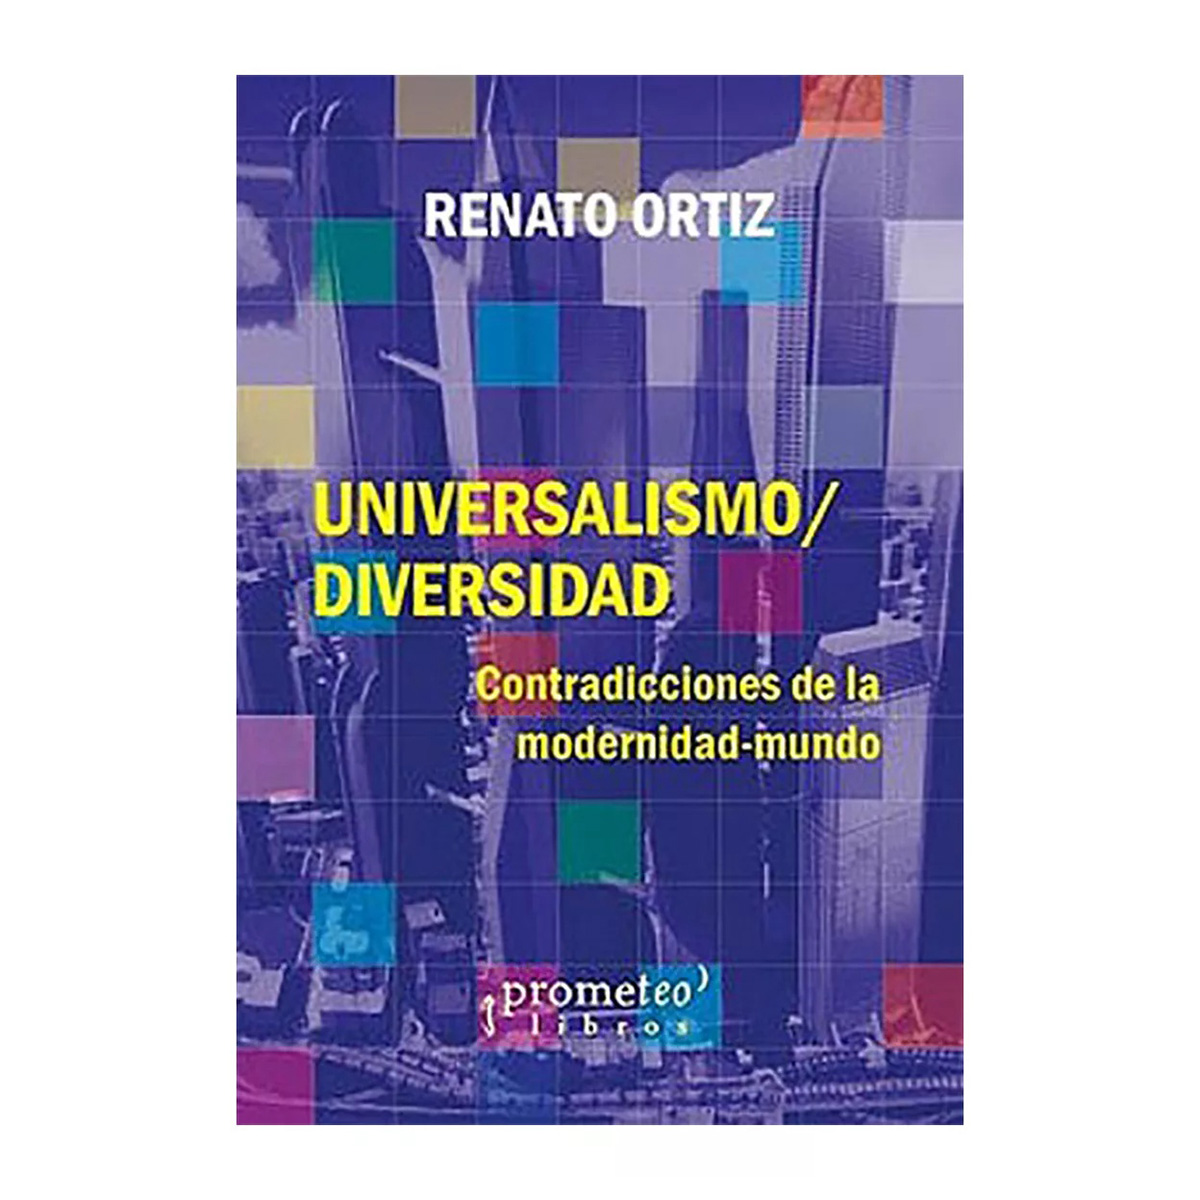 RENATO ORTIZ
UNIVERSALISMO/
DIVERSIDAD
Contradicciones de la
modernidad-mundo
prometeo
libros